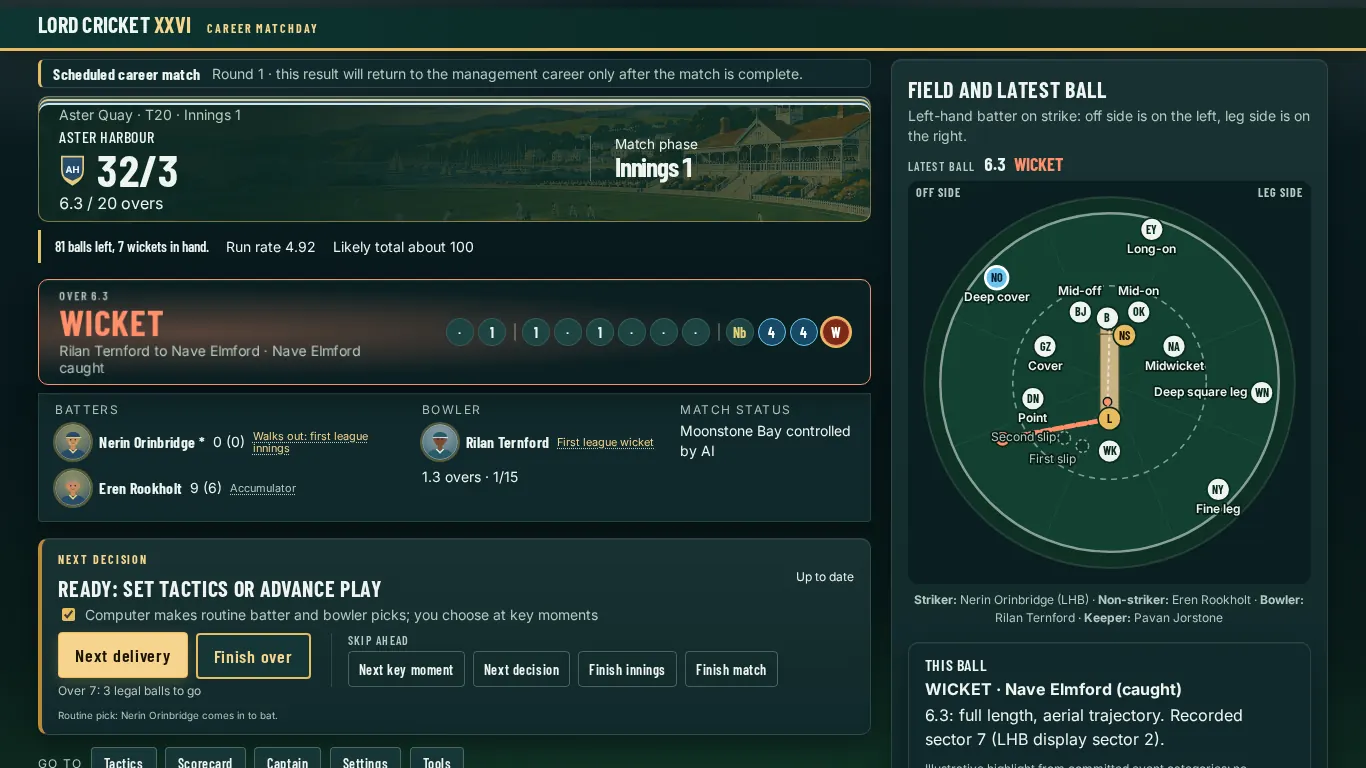 LORD CRICKET XXVI CAREER MATCHDAY
Scheduled career match Round 1 · this result will return to the management career only after the match is complete.
Aster Quay · T20 · Innings 1
ASTER HARBOUR
AH 32/3
6.3 / 20 overs
Match phase
Innings 1
81 balls left, 7 wickets in hand. Run rate 4.92 Likely total about 100
OVER 6.3
WICKET
Rilan Ternford to Nave Elmford · Nave Elmford
caught
· 1 | 1 · 1 · · · | Nb 4 4 W
BATTERS
Nerin Orinbridge * 0 (0) Walks out: first league
innings
Eren Rookholt 9 (6) Accumulator
BOWLER
Rilan Ternford First league wicket
1.3 overs · 1/15
MATCH STATUS
Moonstone Bay controlled
by AI
NEXT DECISION
READY: SET TACTICS OR ADVANCE PLAY
Up to date
Computer makes routine batter and bowler picks; you choose at key moments
Next delivery Finish over
SKIP AHEAD
Next key moment Next decision Finish innings Finish match
Over 7: 3 legal balls to go
Routine pick: Nerin Orinbridge comes in to bat.
GO TO Tactics Scorecard Captain Settings Tools
FIELD AND LATEST BALL
Left-hand batter on strike: off side is on the left, leg side is on
the right.
LATEST BALL 6.3 WICKET
OFF SIDE LEG SIDE
EY
Long-on
NO
Deep cover
Mid-off Mid-on
BJ B OK
NS
GZ NA
Cover Midwicket
Deep square leg WN
DN
Point
L
Second slip
First slip
WK
NY
Fine leg
Striker: Nerin Orinbridge (LHB) · Non-striker: Eren Rookholt · Bowler:
Rilan Ternford · Keeper: Pavan Jorstone
THIS BALL
WICKET · Nave Elmford (caught)
6.3: full length, aerial trajectory. Recorded
sector 7 (LHB display sector 2).
Illustrative highlight from committed event categories; no